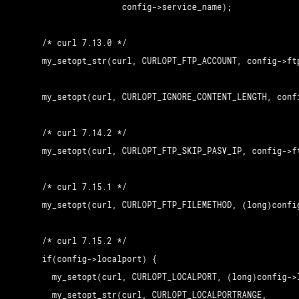 config->service_name);
/* curl 7.13.0 */
my_setopt_str(curl, CURLOPT_FTP_ACCOUNT, config->ftp
my_setopt(curl, CURLOPT_IGNORE_CONTENT_LENGTH, confi
/* curl 7.14.2 */
my_setopt(curl, CURLOPT_FTP_SKIP_PASV_IP, config->ft
/* curl 7.15.1 */
my_setopt(curl, CURLOPT_FTP_FILEMETHOD, (long)config
/* curl 7.15.2 */
if(config->localport) {
my_setopt(curl, CURLOPT_LOCALPORT, (long)config->l
my_setopt_str(curl, CURLOPT_LOCALPORTRANGE,